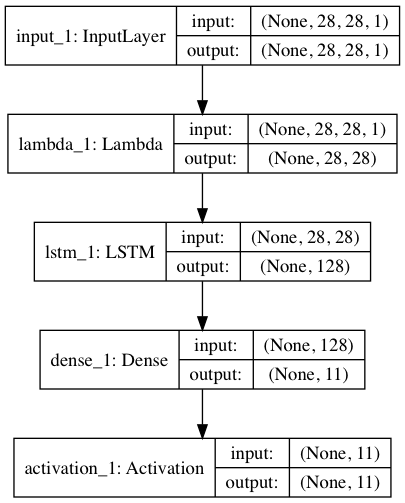 input_1: InputLayer
input: (None, 28, 28, 1)
output: (None, 28, 28, 1)
lambda_1: Lambda
input: (None, 28, 28, 1)
output: (None, 28, 28)
lstm_1: LSTM
input: (None, 28, 28)
output: (None, 128)
dense_1: Dense
input: (None, 128)
output: (None, 11)
activation_1: Activation
input: (None, 11)
output: (None, 11)